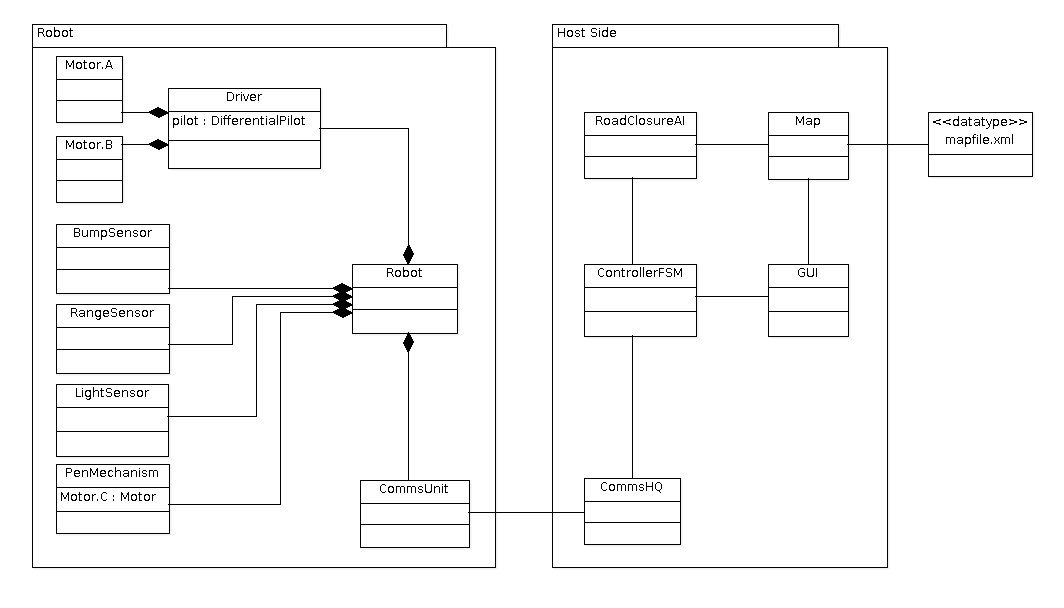 Robot
Motor.A
Driver
pilot : DifferentialPilot
Motor.B
BumpSensor
RangeSensor
LightSensor
PenMechanism
Motor.C : Motor
Robot
CommsUnit
Host Side
RoadClosureAI
Map
ControllerFSM
GUI
CommsHQ
<<datatype>>
mapfile.xml